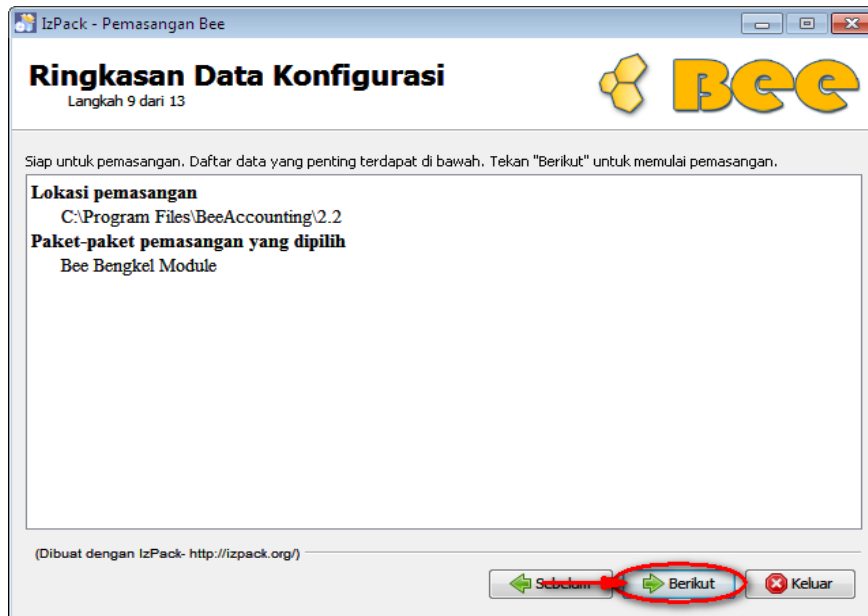 IzPack - Pemasangan Bee
Ringkasan Data Konfigurasi
Langkah 9 dari 13
Bee
Siap untuk pemasangan. Daftar data yang penting terdapat di bawah. Tekan "Berikut" untuk memulai pemasangan.
Lokasi pemasangan
C:\Program Files\BeeAccounting\2.2
Paket-paket pemasangan yang dipilih
Bee Bengkel Module
(Dibuat dengan IzPack- http://izpack.org/)
Sebelum
Berikut
Keluar